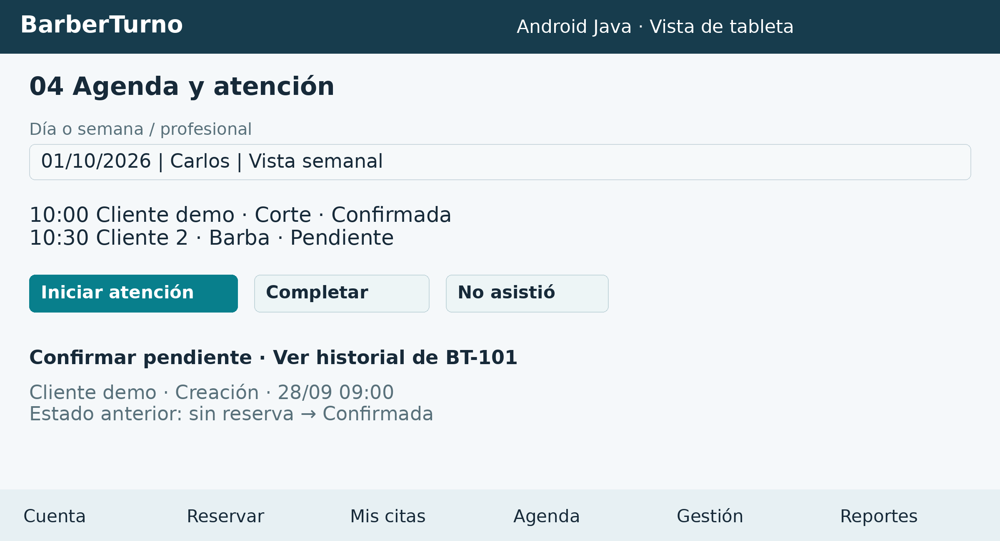 BarberTurno
Android Java · Vista de tableta
04 Agenda y atención
Día o semana / profesional
01/10/2026 | Carlos | Vista semanal
10:00 Cliente demo · Corte · Confirmada
10:30 Cliente 2 · Barba · Pendiente
Iniciar atención
Completar
No asistió
Confirmar pendiente · Ver historial de BT-101
Cliente demo · Creación · 28/09 09:00
Estado anterior: sin reserva → Confirmada
Cuenta
Reservar
Mis citas
Agenda
Gestión
Reportes